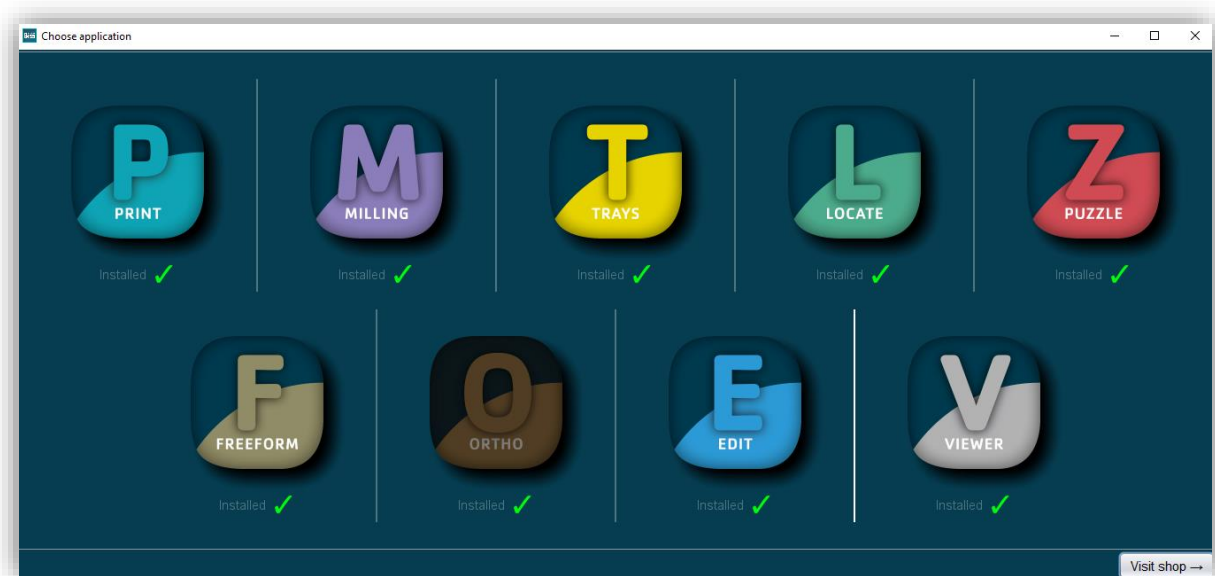 Choose application
P M T L Z
PRINT MILLING TRAYS LOCATE PUZZLE
Installed Installed Installed Installed Installed
F O E V
FREEFORM ORTHO EDIT VIEWER
Installed Installed Installed Installed
Visit shop →